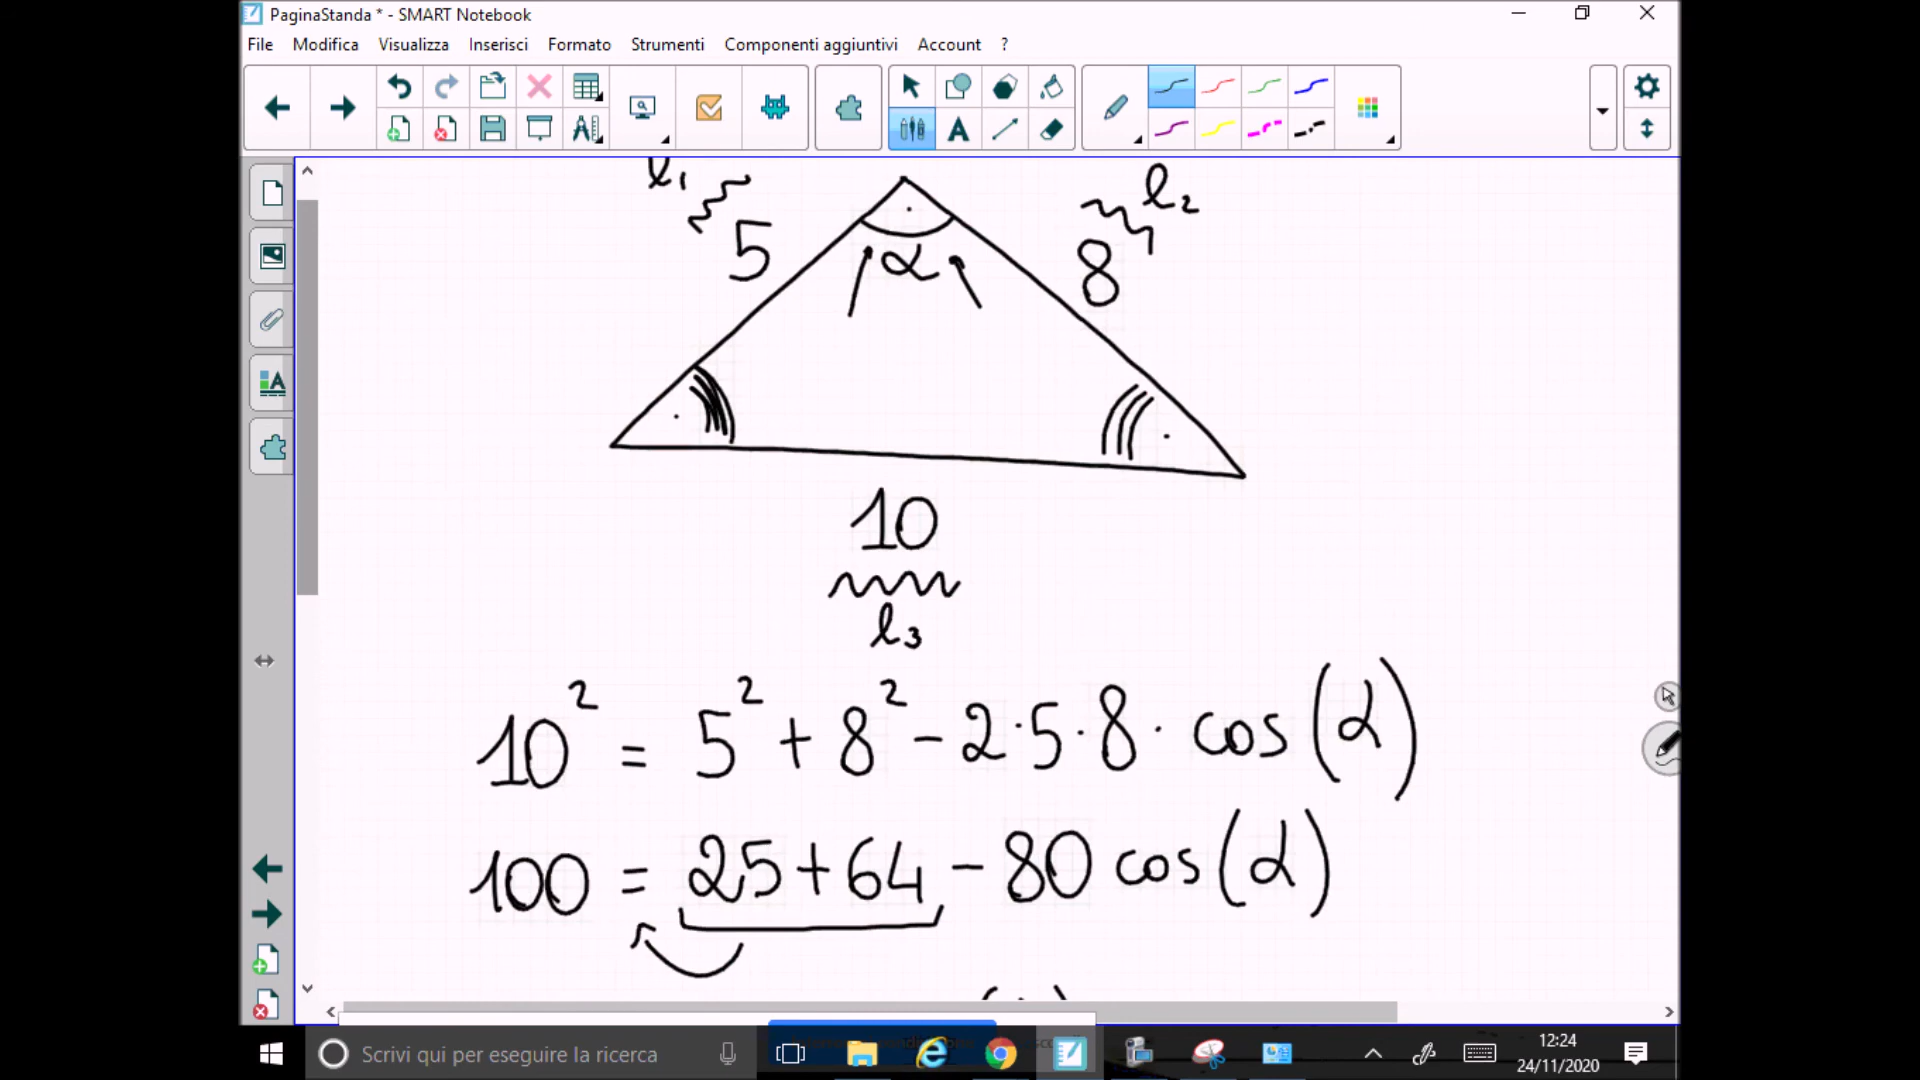 PaginaStanda * - SMART Notebook
File Modifica Visualizza Inserisci Formato Strumenti Componenti aggiuntivi Account ?
l₁
l₂
5
8
α
10
l₃
10² = 5² + 8² - 2·5·8· cos(α)
100 = 25 + 64 - 80 cos(α)
Scrivi qui per eseguire la ricerca
12:24
24/11/2020